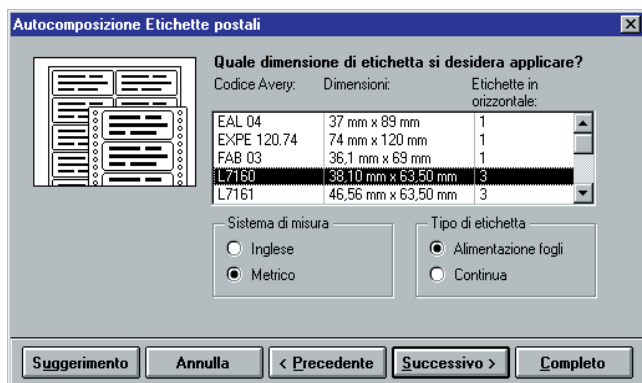 Autocomposizione Etichette postali
Quale dimensione di etichetta si desidera applicare?
Codice Avery: Dimensioni: Etichette in
orizzontale:
EAL 04 37 mm x 89 mm 1
EXPE 120.74 74 mm x 120 mm 1
FAB 03 36,1 mm x 69 mm 1
L7160 38,10 mm x 63,50 mm 3
L7161 46,56 mm x 63,50 mm 3
Sistema di misura Tipo di etichetta
Inglese Alimentazione fogli
Metrico Continua
Suggerimento Annulla < Precedente Successivo > Completo